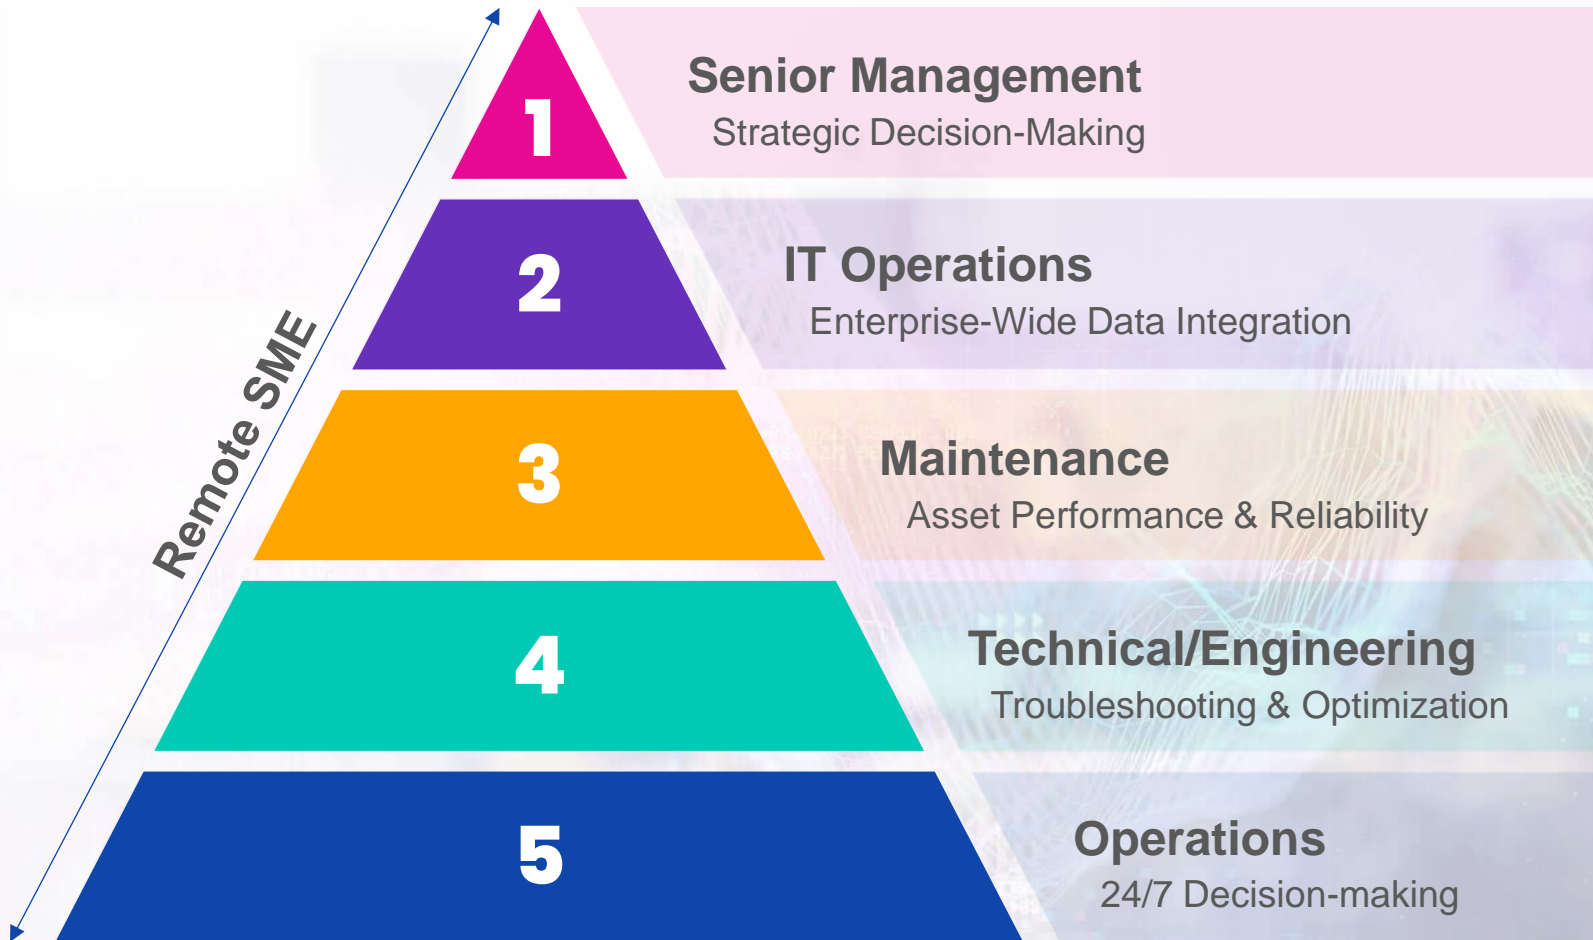 1
Senior Management
Strategic Decision-Making
2
IT Operations
Enterprise-Wide Data Integration
Remote SME
3
Maintenance
Asset Performance & Reliability
4
Technical/Engineering
Troubleshooting & Optimization
5
Operations
24/7 Decision-making